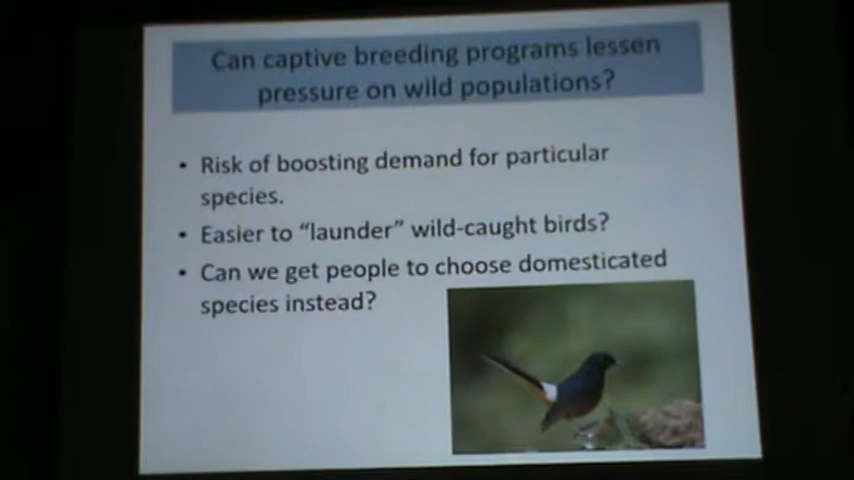 Can captive breeding programs lessen
pressure on wild populations?
• Risk of boosting demand for particular
species.
• Easier to “launder” wild-caught birds?
• Can we get people to choose domesticated
species instead?